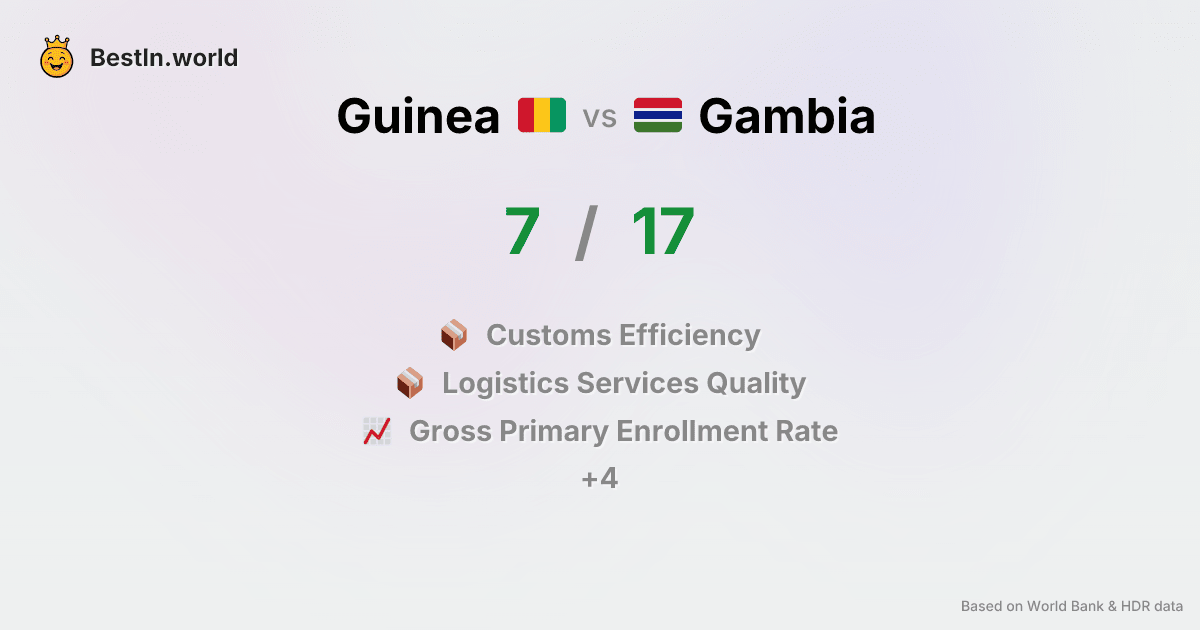 BestIn.world
Guinea vs Gambia
7 / 17
Customs Efficiency
Logistics Services Quality
Gross Primary Enrollment Rate
+4
Based on World Bank & HDR data